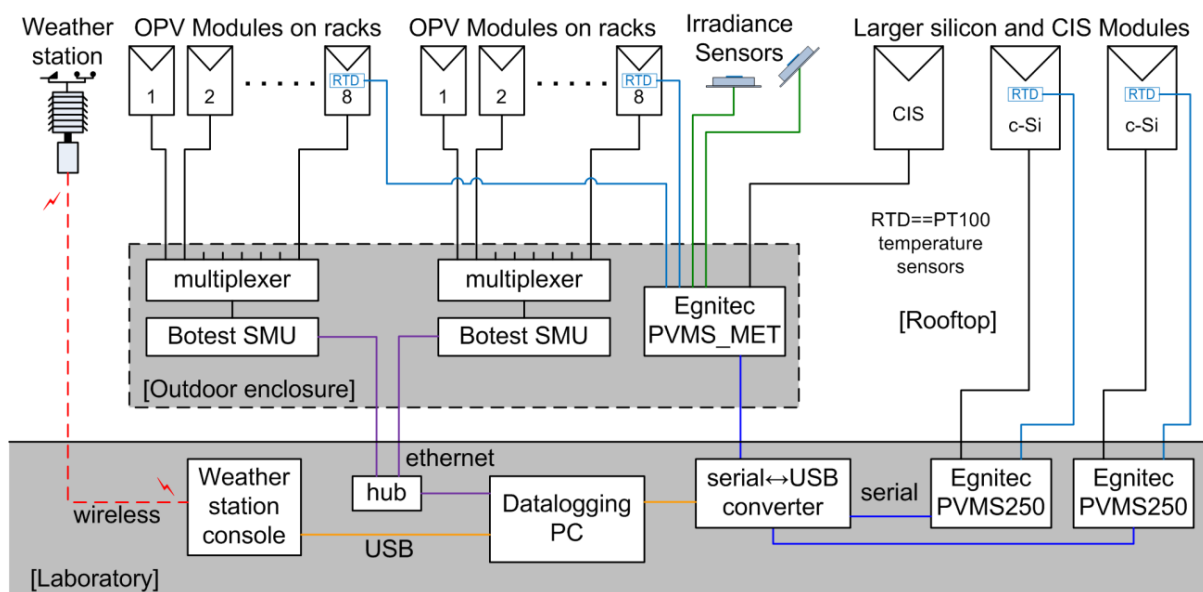 Weather
station
OPV Modules on racks
OPV Modules on racks
Irradiance
Sensors
Larger silicon and CIS Modules
1
2
.....
RTD
8
1
2
.....
RTD
8
CIS
RTD
c-Si
RTD
c-Si
RTD==PT100
temperature
sensors
[Rooftop]
multiplexer
multiplexer
Botest SMU
Botest SMU
Egnitec
PVMS_MET
[Outdoor enclosure]
ethernet
wireless
Weather
station
console
hub
USB
Datalogging
PC
serial↔USB
converter
serial
Egnitec
PVMS250
Egnitec
PVMS250
[Laboratory]